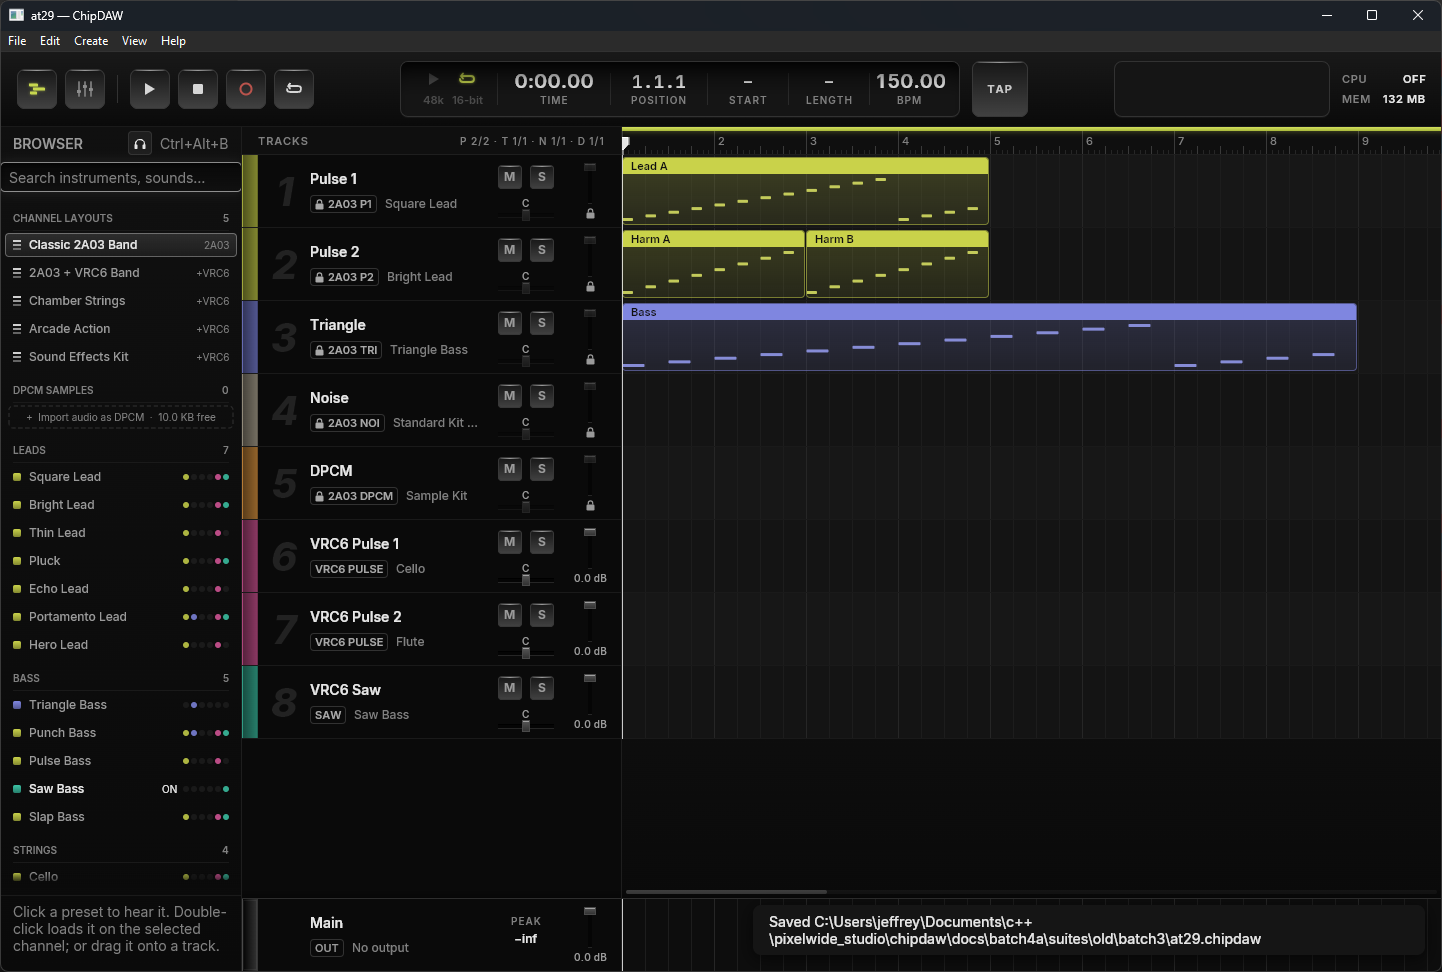 at29 — ChipDAW
File Edit Create View Help
48k 16-bit
0:00.00
TIME
1.1.1
POSITION
–
START
–
LENGTH
150.00
BPM
TAP
CPU OFF
MEM 132 MB
BROWSER Ctrl+Alt+B
Search instruments, sounds...
CHANNEL LAYOUTS 5
Classic 2A03 Band 2A03
2A03 + VRC6 Band +VRC6
Chamber Strings +VRC6
Arcade Action +VRC6
Sound Effects Kit +VRC6
DPCM SAMPLES 0
+ Import audio as DPCM · 10.0 KB free
LEADS 7
Square Lead
Bright Lead
Thin Lead
Pluck
Echo Lead
Portamento Lead
Hero Lead
BASS 5
Triangle Bass
Punch Bass
Pulse Bass
Saw Bass ON
Slap Bass
STRINGS 4
Cello
Click a preset to hear it. Double-
click loads it on the selected
channel; or drag it onto a track.
TRACKS P 2/2 · T 1/1 · N 1/1 · D 1/1
1 Pulse 1 M S
2A03 P1 Square Lead C
2 Pulse 2 M S
2A03 P2 Bright Lead C
3 Triangle M S
2A03 TRI Triangle Bass C
4 Noise M S
2A03 NOI Standard Kit ... C
5 DPCM M S
2A03 DPCM Sample Kit C
6 VRC6 Pulse 1 M S
VRC6 PULSE Cello C 0.0 dB
7 VRC6 Pulse 2 M S
VRC6 PULSE Flute C 0.0 dB
8 VRC6 Saw M S
SAW Saw Bass C 0.0 dB
Main PEAK
OUT No output –inf
0.0 dB
2 3 4 5 6 7 8 9
Lead A
Harm A Harm B
Bass
Saved C:\Users\jeffrey\Documents\c++
\pixelwide_studio\chipdaw\docs\batch4a\suites\old\batch3\at29.chipdaw